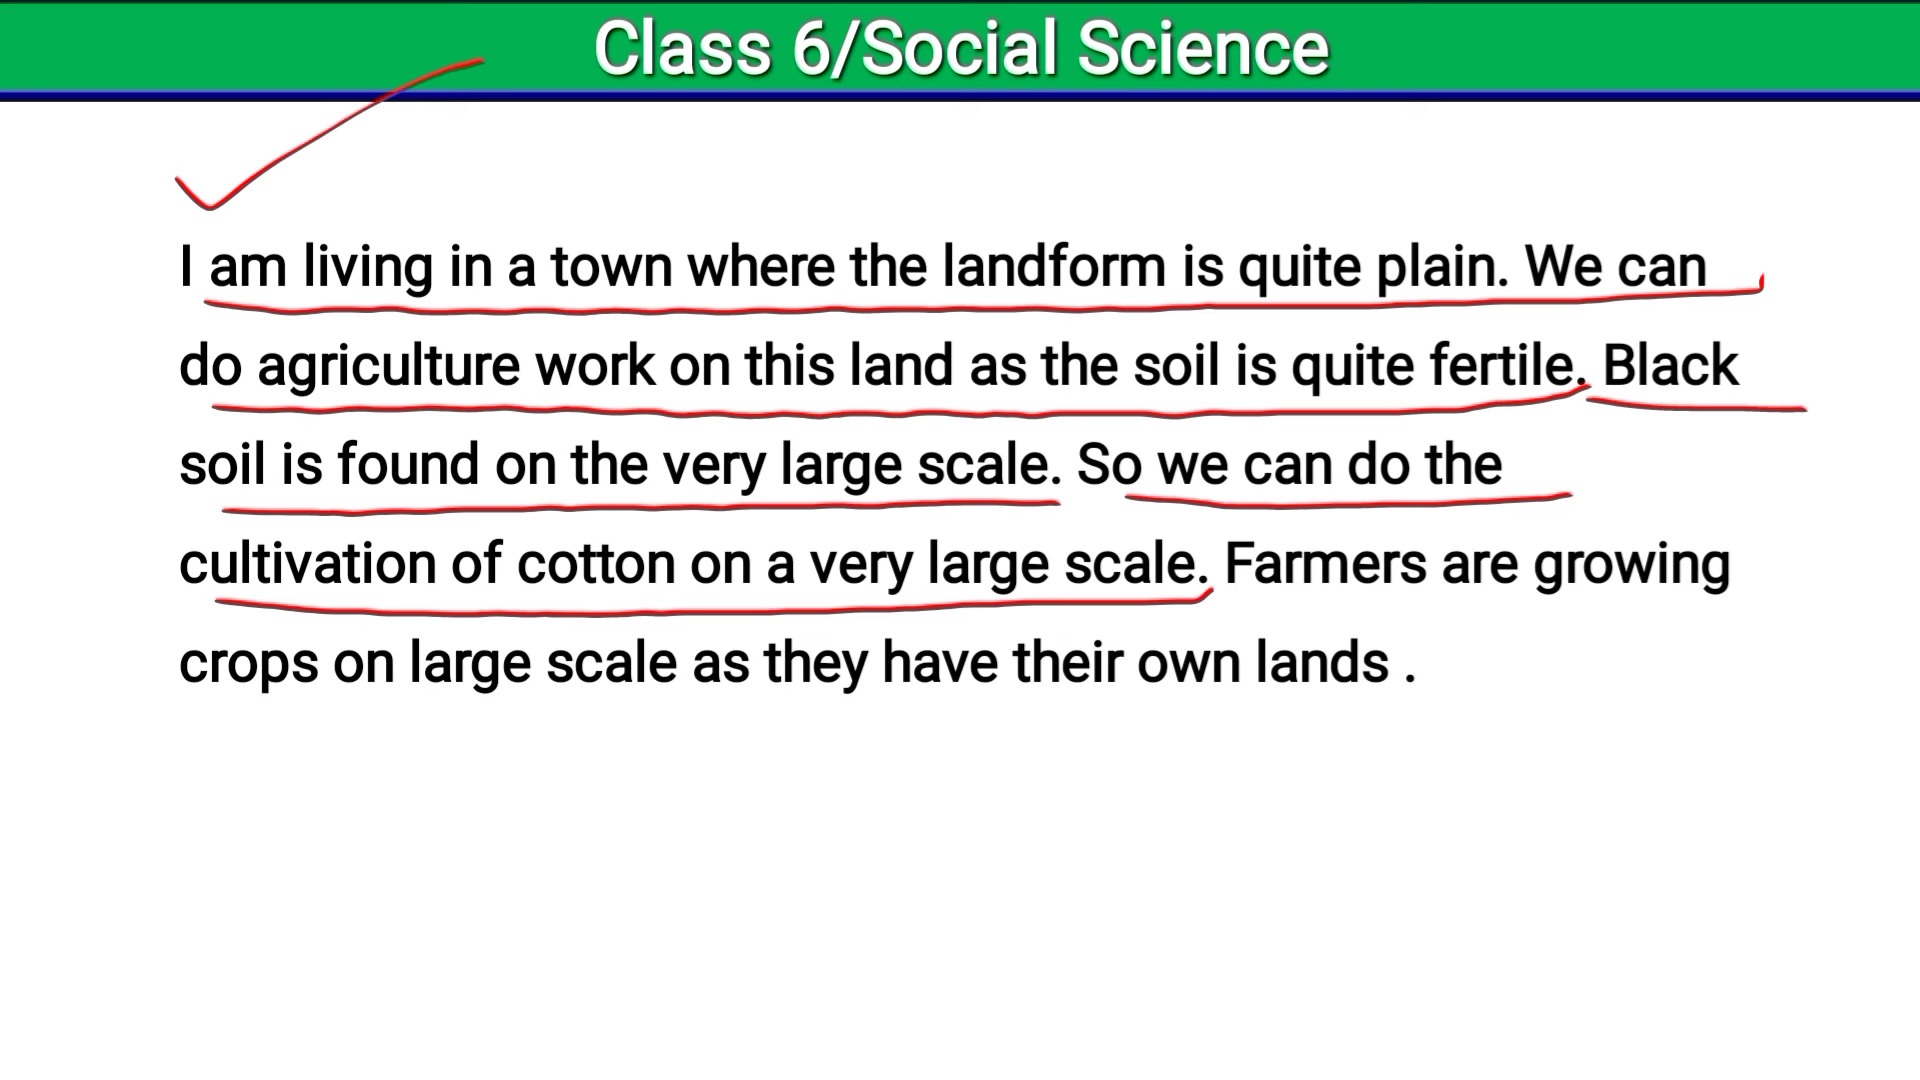 Class 6/Social Science
I am living in a town where the landform is quite plain. We can
do agriculture work on this land as the soil is quite fertile. Black
soil is found on the very large scale. So we can do the
cultivation of cotton on a very large scale. Farmers are growing
crops on large scale as they have their own lands .